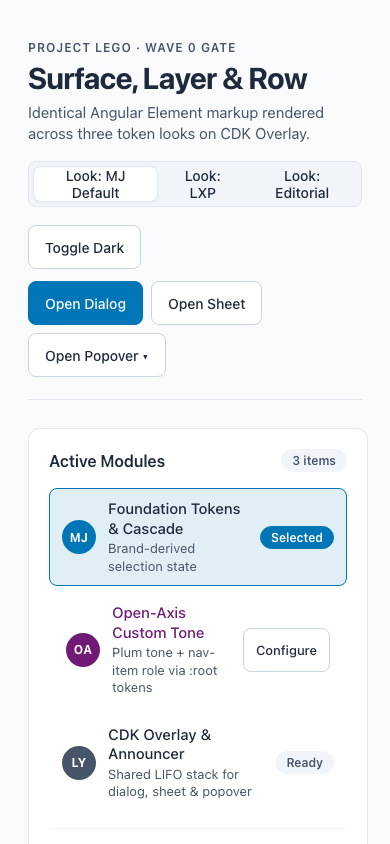 PROJECT LEGO · WAVE 0 GATE
Surface, Layer & Row
Identical Angular Element markup rendered
across three token looks on CDK Overlay.
Look: MJ
Default
Look:
LXP
Look:
Editorial
Toggle Dark
Open Dialog
Open Sheet
Open Popover ▾
Active Modules
3 items
MJ
Foundation Tokens
& Cascade
Brand-derived
selection state
Selected
OA
Open-Axis
Custom Tone
Plum tone + nav-
item role via :root
tokens
Configure
LY
CDK Overlay &
Announcer
Shared LIFO stack for
dialog, sheet & popover
Ready